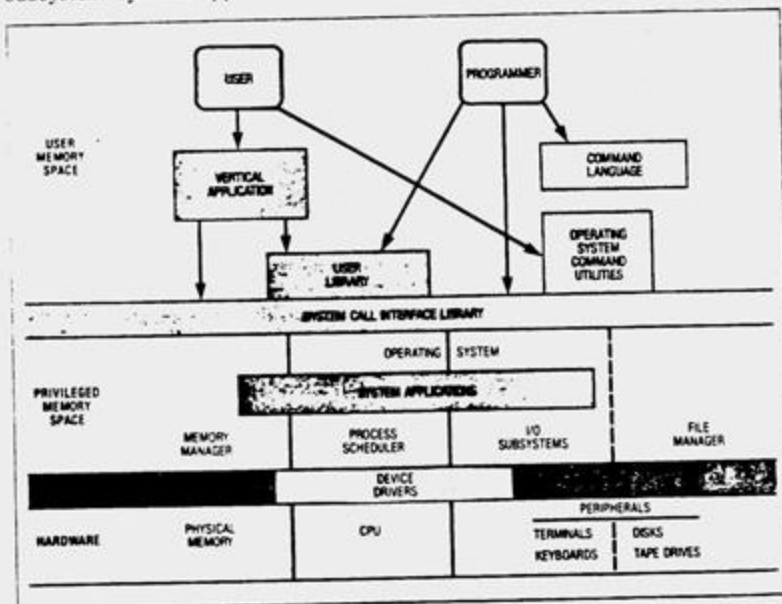 USER
PROGRAMMER
USER
MEMORY
SPACE
VERTICAL
APPLICATION
COMMAND
LANGUAGE
USER
LIBRARY
OPERATING
SYSTEM
COMMAND
UTILITIES
SYSTEM CALL INTERFACE LIBRARY
OPERATING SYSTEM
PRIVILEGED
MEMORY
SPACE
SYSTEM APPLICATIONS
MEMORY
MANAGER
PROCESS
SCHEDULER
I/O
SUBSYSTEMS
FILE
MANAGER
DEVICE
DRIVERS
HARDWARE
PHYSICAL
MEMORY
CPU
PERIPHERALS
TERMINALS
KEYBOARDS
DISKS
TAPE DRIVES